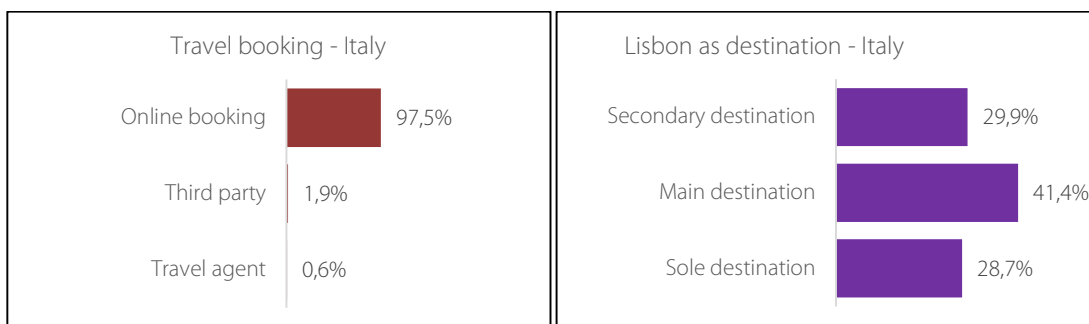 Travel booking - Italy
Online booking 97,5%
Third party 1,9%
Travel agent 0,6%
Lisbon as destination - Italy
Secondary destination 29,9%
Main destination 41,4%
Sole destination 28,7%